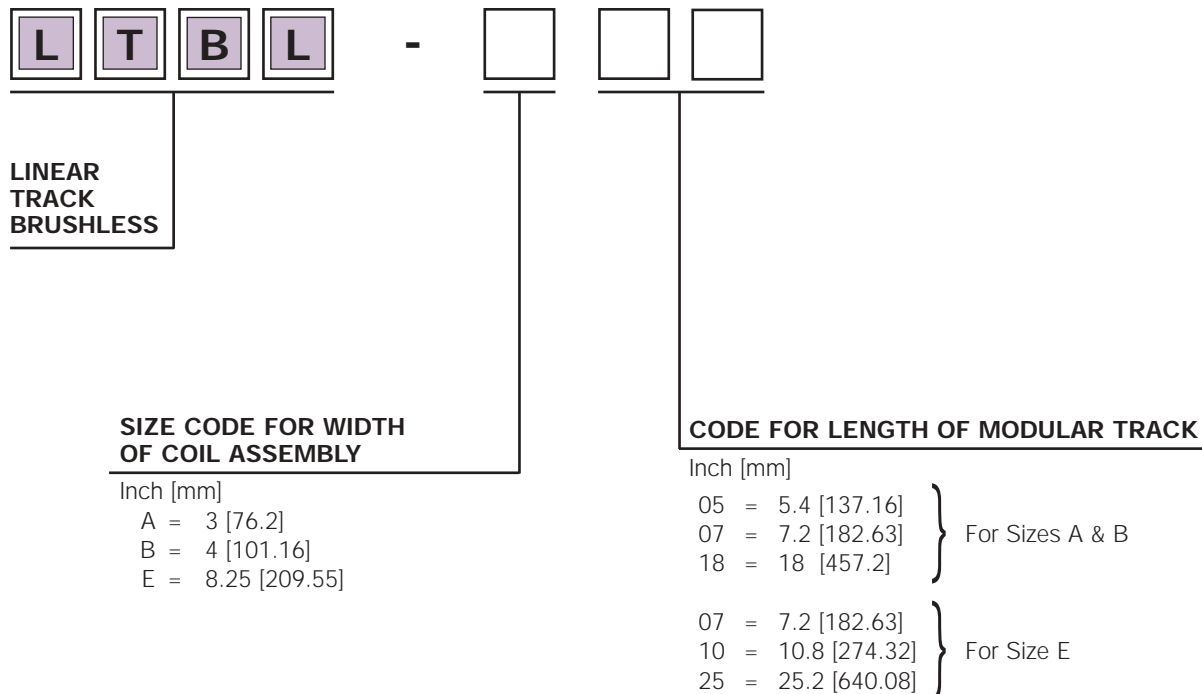 L T B L -
LINEAR
TRACK
BRUSHLESS
SIZE CODE FOR WIDTH
OF COIL ASSEMBLY
Inch [mm]
A = 3 [76.2]
B = 4 [101.16]
E = 8.25 [209.55]
CODE FOR LENGTH OF MODULAR TRACK
Inch [mm]
05 = 5.4 [137.16]
07 = 7.2 [182.63]
18 = 18 [457.2]
For Sizes A & B
07 = 7.2 [182.63]
10 = 10.8 [274.32]
25 = 25.2 [640.08]
For Size E